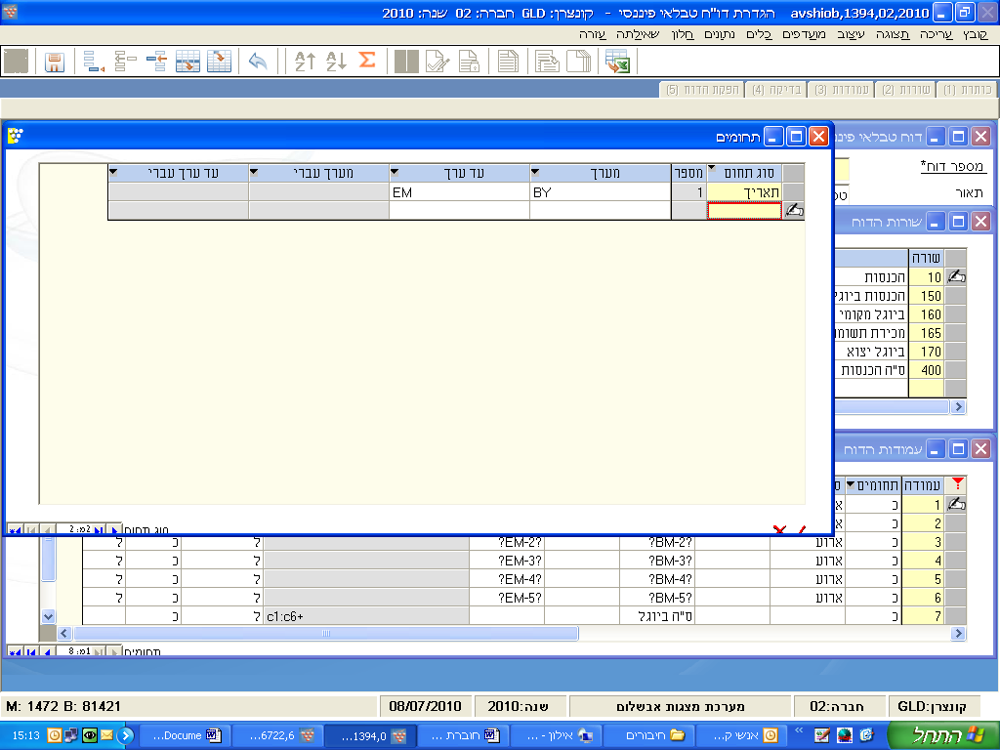 avshiob,1394,02,2010 הגדרת דו"ח טבלאי פיננסי - קונצרן: GLD חברה: 02 שנה: 2010
קובץ עריכה תצוגה עיצוב מועדפים כלים נתונים חלון שאילתה עזרה
כותרת (1) שורות (2) עמודות (3) בדיקה (4) הפקת הדוח (5)
תחומים
סוג תחום מספר מערך עד ערך מערך עברי עד ערך עברי
תאריך 1 BY EM
סוג תחום 2 מ: 2
דוח טבלאי פיננ
מספר דוח*
תאור
שורות הדוח
שורה
10 הכנסות
150 הכנסות ביוגל
160 ביוגל מקומי
165 מכירת תשומו
170 ביוגל יצוא
400 ס"ה הכנסות
עמודות הדוח
עמודה תחומים
1 כ
2 כ
3 כ ארוע ?BM-2? ?EM-2? ל כ ל
4 כ ארוע ?BM-3? ?EM-3? ל כ ל
5 כ ארוע ?BM-4? ?EM-4? ל כ ל
6 כ ארוע ?BM-5? ?EM-5? ל כ ל
7 כ ס"ה ביוגל c1:c6+ ל כ
תחומים 1 מ: 8
קונצרן:GLD חברה:02 מערכת מצגות אבשלום שנה:2010 08/07/2010 M: 1472 B: 81421
התחל אנשי ק... חיבורים אילון - ... חוברת ... 1394,0... 6722,6... Docume... 15:13